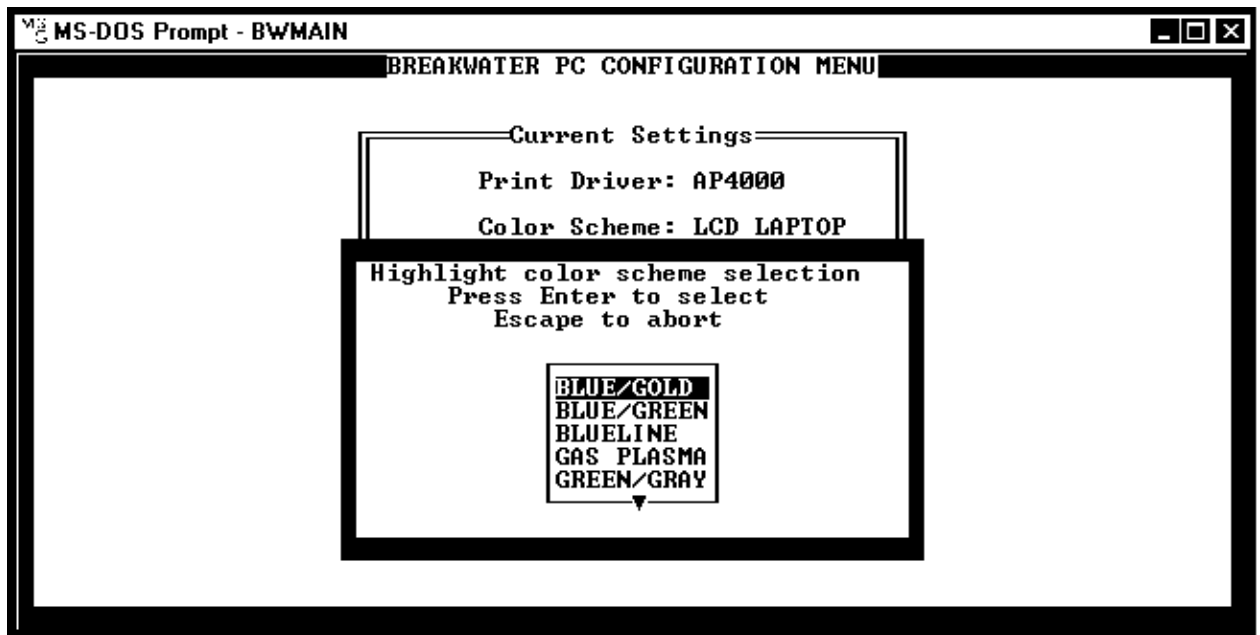 MS-DOS Prompt - BWMAIN
BREAKWATER PC CONFIGURATION MENU
Current Settings
Print Driver: AP4000
Color Scheme: LCD LAPTOP
Highlight color scheme selection
Press Enter to select
Escape to abort
BLUE/GOLD
BLUE/GREEN
BLUELINE
GAS PLASMA
GREEN/GRAY